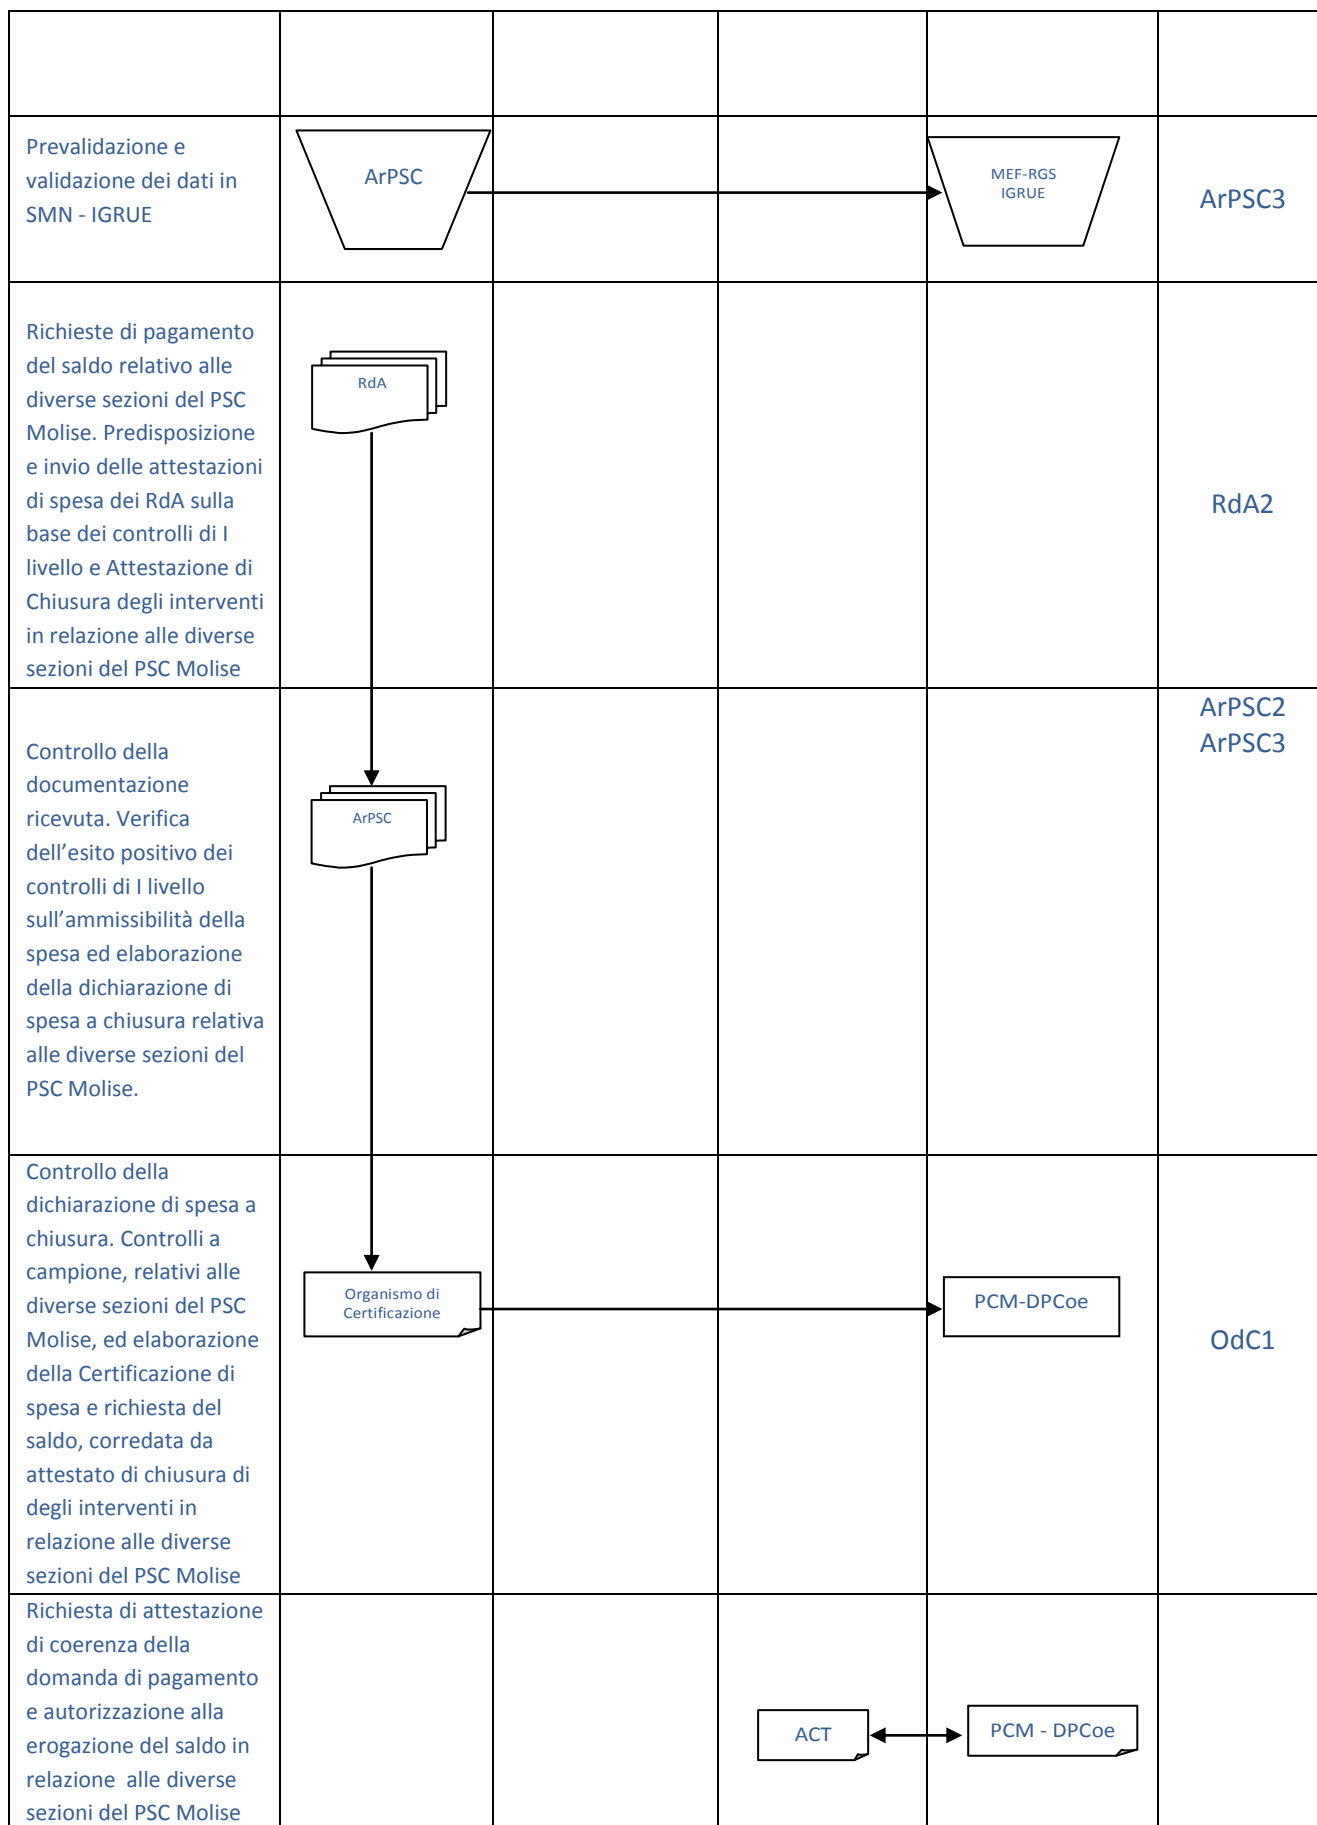 Prevalidazione e
validazione dei dati in
SMN - IGRUE
ArPSC
MEF-RGS
IGRUE
ArPSC3
Richieste di pagamento
del saldo relativo alle
diverse sezioni del PSC
Molise. Predisposizione
e invio delle attestazioni
di spesa dei RdA sulla
base dei controlli di I
livello e Attestazione di
Chiusura degli interventi
in relazione alle diverse
sezioni del PSC Molise
RdA
RdA2
Controllo della
documentazione
ricevuta. Verifica
dell’esito positivo dei
controlli di I livello
sull’ammissibilità della
spesa ed elaborazione
della dichiarazione di
spesa a chiusura relativa
alle diverse sezioni del
PSC Molise.
ArPSC
ArPSC2
ArPSC3
Controllo della
dichiarazione di spesa a
chiusura. Controlli a
campione, relativi alle
diverse sezioni del PSC
Molise, ed elaborazione
della Certificazione di
spesa e richiesta del
saldo, corredata da
attestato di chiusura di
degli interventi in
relazione alle diverse
sezioni del PSC Molise
Organismo di
Certificazione
PCM-DPCoe
OdC1
Richiesta di attestazione
di coerenza della
domanda di pagamento
e autorizzazione alla
erogazione del saldo in
relazione alle diverse
sezioni del PSC Molise
ACT
PCM - DPCoe